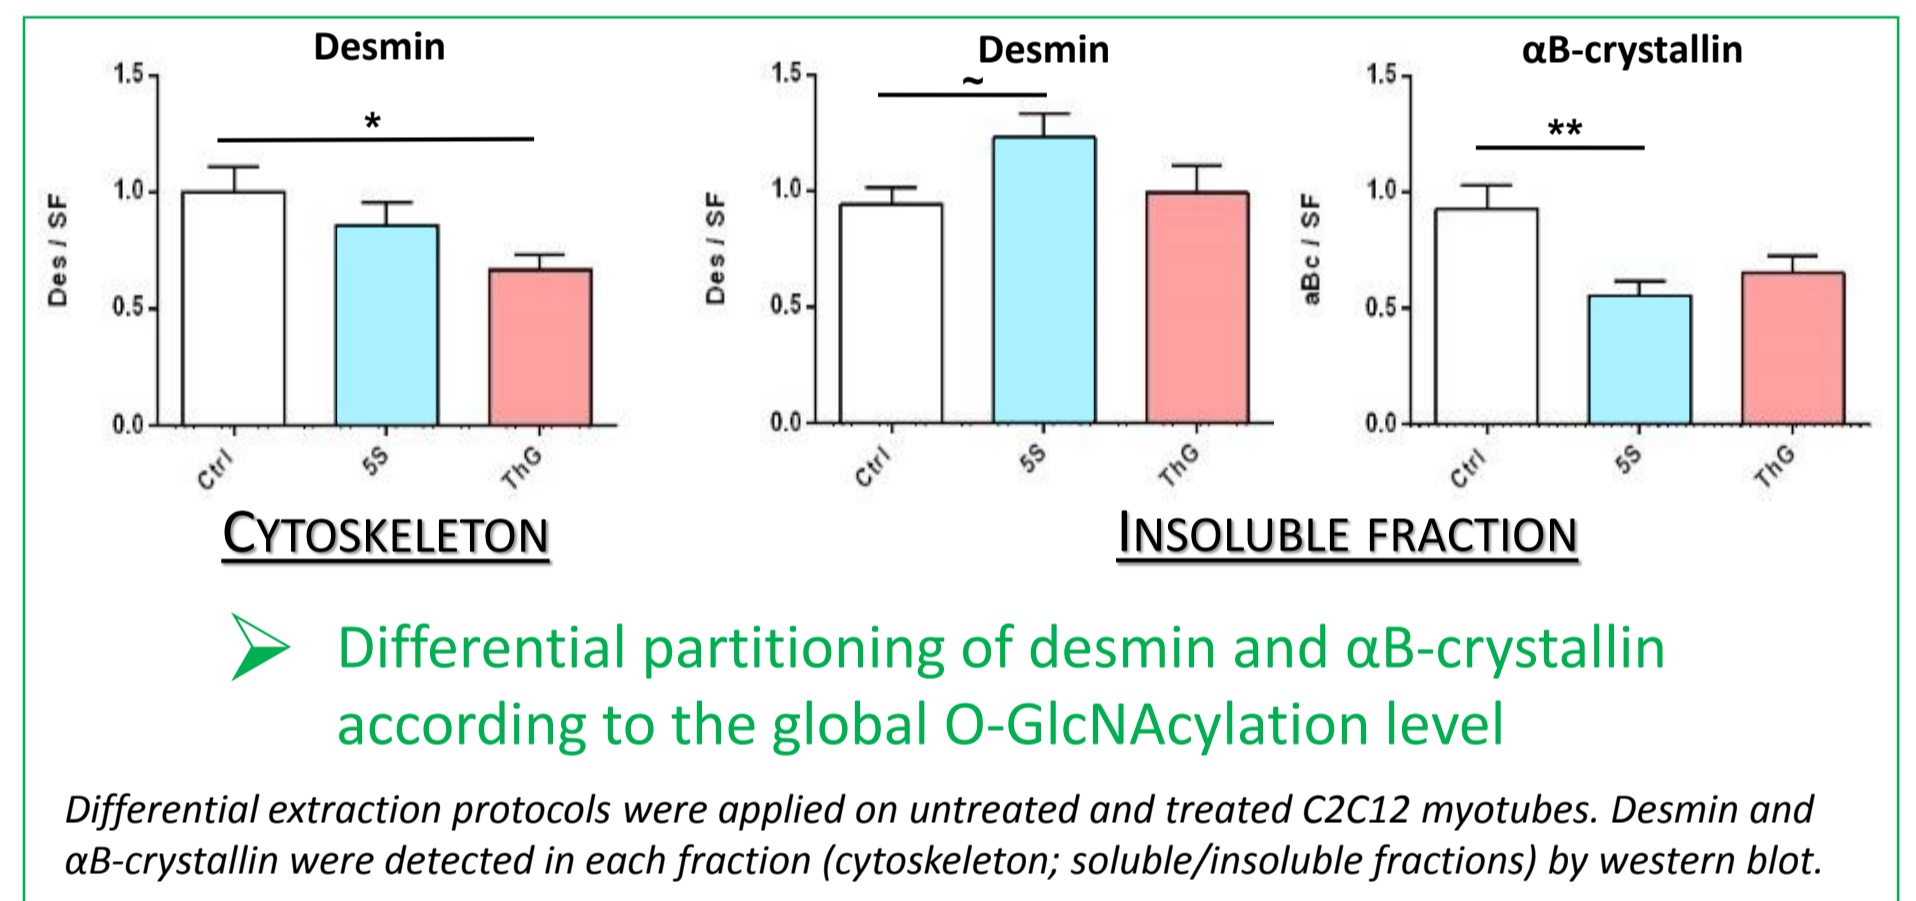 Desmin
1.5
1.0
0.5
0.0
Des / SF
*
Ctrl
5S
ThG
Desmin
1.5
1.0
0.5
0.0
Des / SF
~
Ctrl
5S
ThG
αB-crystallin
1.5
1.0
0.5
0.0
aBc / SF
**
Ctrl
5S
ThG
CYTOSKELETON
INSOLUBLE FRACTION
Differential partitioning of desmin and αB-crystallin
according to the global O-GlcNAcylation level
Differential extraction protocols were applied on untreated and treated C2C12 myotubes. Desmin and
αB-crystallin were detected in each fraction (cytoskeleton; soluble/insoluble fractions) by western blot.